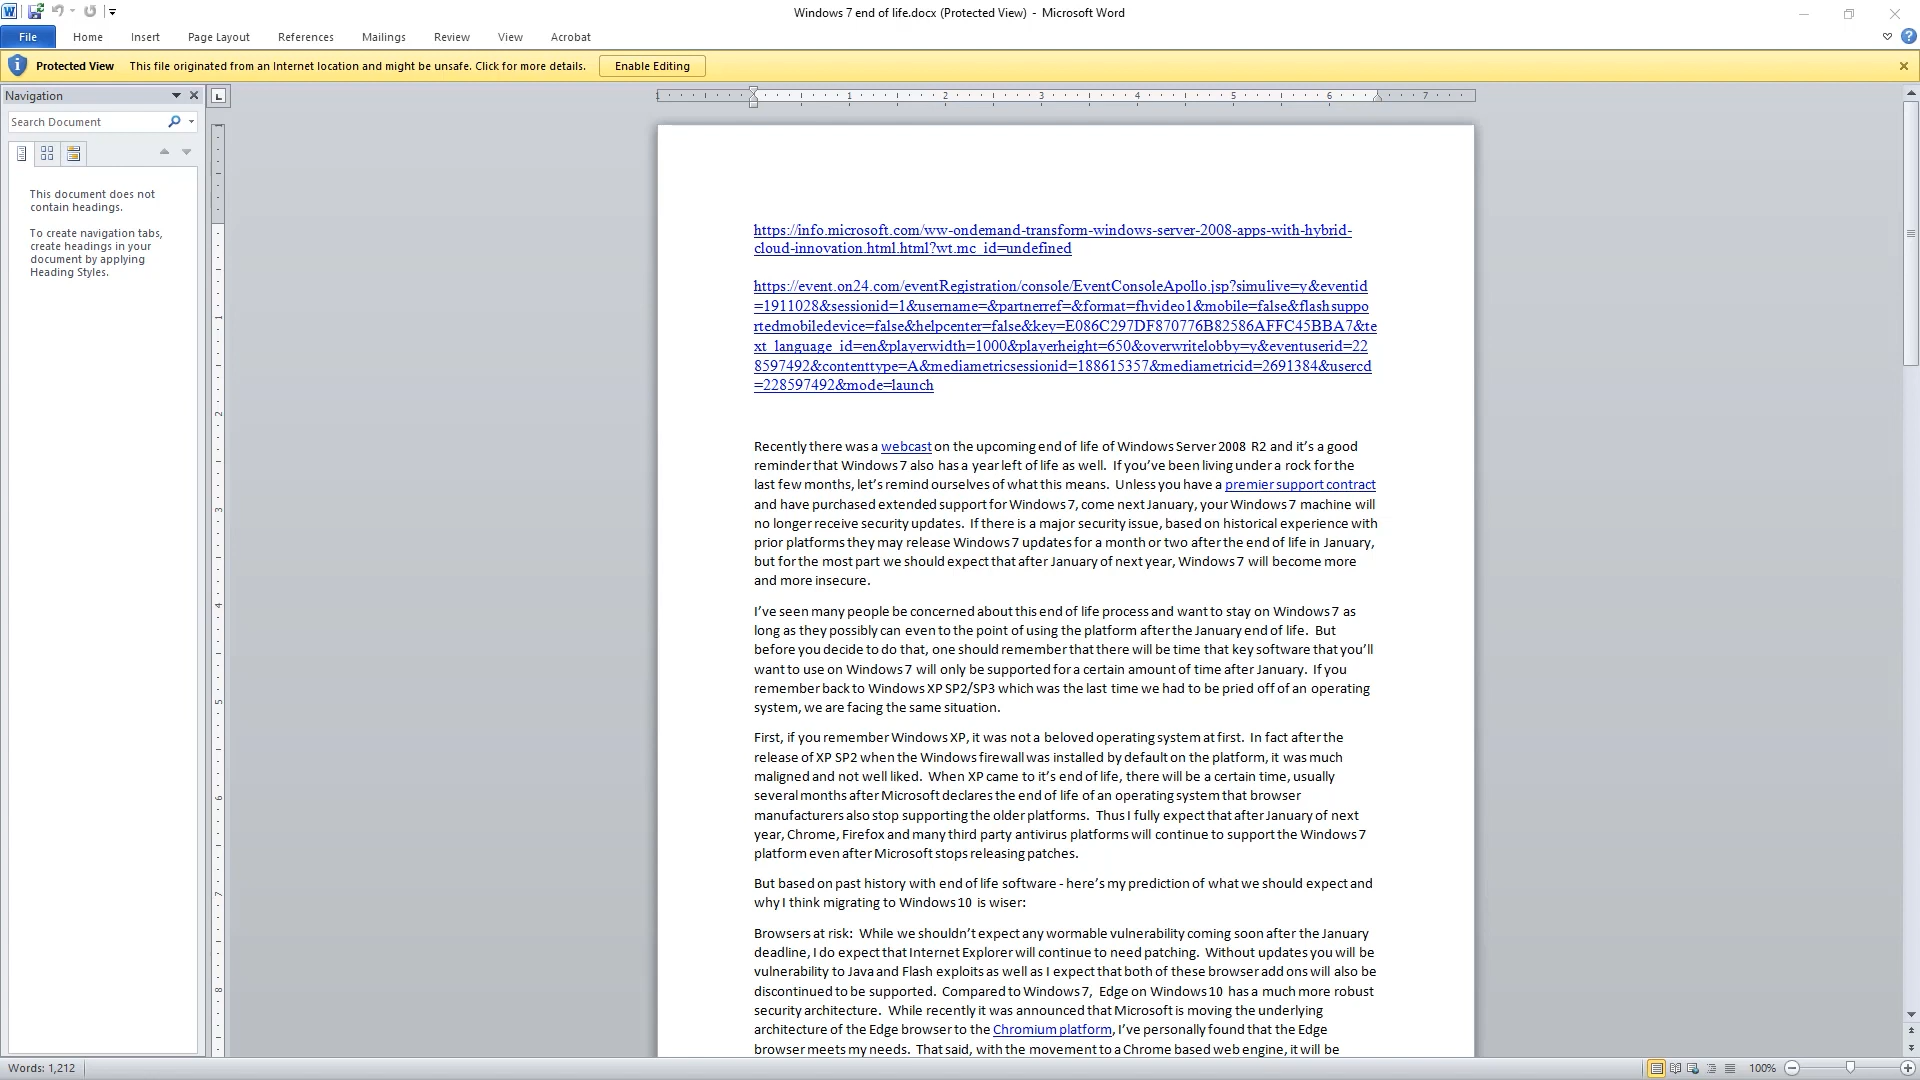 Windows 7 end of life.docx (Protected View) - Microsoft Word
File Home Insert Page Layout References Mailings Review View Acrobat
Protected View This file originated from an Internet location and might be unsafe. Click for more details. Enable Editing
Navigation
Search Document
This document does not
contain headings.
To create navigation tabs,
create headings in your
document by applying
Heading Styles.
1 1 2 3 4 5 6 7
1
2
3
4
5
6
7
8
https://info.microsoft.com/ww-ondemand-transform-windows-server-2008-apps-with-hybrid-
cloud-innovation.html.html?wt.mc_id=undefined
https://event.on24.com/eventRegistration/console/EventConsoleApollo.jsp?simulive=y&eventid
=1911028&sessionid=1&username=&partnerref=&format=fhvideo1&mobile=false&flashsuppo
rtedmobiledevice=false&helpcenter=false&key=E086C297DF870776B82586AFFC45BBA7&te
xt_language_id=en&playerwidth=1000&playerheight=650&overwritelobby=y&eventuserid=22
8597492&contenttype=A&mediametricsessionid=188615357&mediametricid=2691384&usercd
=228597492&mode=launch
Recently there was a webcast on the upcoming end of life of Windows Server 2008 R2 and it’s a good
reminder that Windows 7 also has a year left of life as well. If you’ve been living under a rock for the
last few months, let’s remind ourselves of what this means. Unless you have a premier support contract
and have purchased extended support for Windows 7, come next January, your Windows 7 machine will
no longer receive security updates. If there is a major security issue, based on historical experience with
prior platforms they may release Windows 7 updates for a month or two after the end of life in January,
but for the most part we should expect that after January of next year, Windows 7 will become more
and more insecure.
I’ve seen many people be concerned about this end of life process and want to stay on Windows 7 as
long as they possibly can even to the point of using the platform after the January end of life. But
before you decide to do that, one should remember that there will be time that key software that you’ll
want to use on Windows 7 will only be supported for a certain amount of time after January. If you
remember back to Windows XP SP2/SP3 which was the last time we had to be pried off of an operating
system, we are facing the same situation.
First, if you remember Windows XP, it was not a beloved operating system at first. In fact after the
release of XP SP2 when the Windows firewall was installed by default on the platform, it was much
maligned and not well liked. When XP came to it’s end of life, there will be a certain time, usually
several months after Microsoft declares the end of life of an operating system that browser
manufacturers also stop supporting the older platforms. Thus I fully expect that after January of next
year, Chrome, Firefox and many third party antivirus platforms will continue to support the Windows 7
platform even after Microsoft stops releasing patches.
But based on past history with end of life software - here’s my prediction of what we should expect and
why I think migrating to Windows 10 is wiser:
Browsers at risk: While we shouldn’t expect any wormable vulnerability coming soon after the January
deadline, I do expect that Internet Explorer will continue to need patching. Without updates you will be
vulnerability to Java and Flash exploits as well as I expect that both of these browser add ons will also be
discontinued to be supported. Compared to Windows 7, Edge on Windows 10 has a much more robust
security architecture. While recently it was announced that Microsoft is moving the underlying
architecture of the Edge browser to the Chromium platform, I’ve personally found that the Edge
browser meets my needs. That said, with the movement to a Chrome based web engine, it will be
Words: 1,212
100%